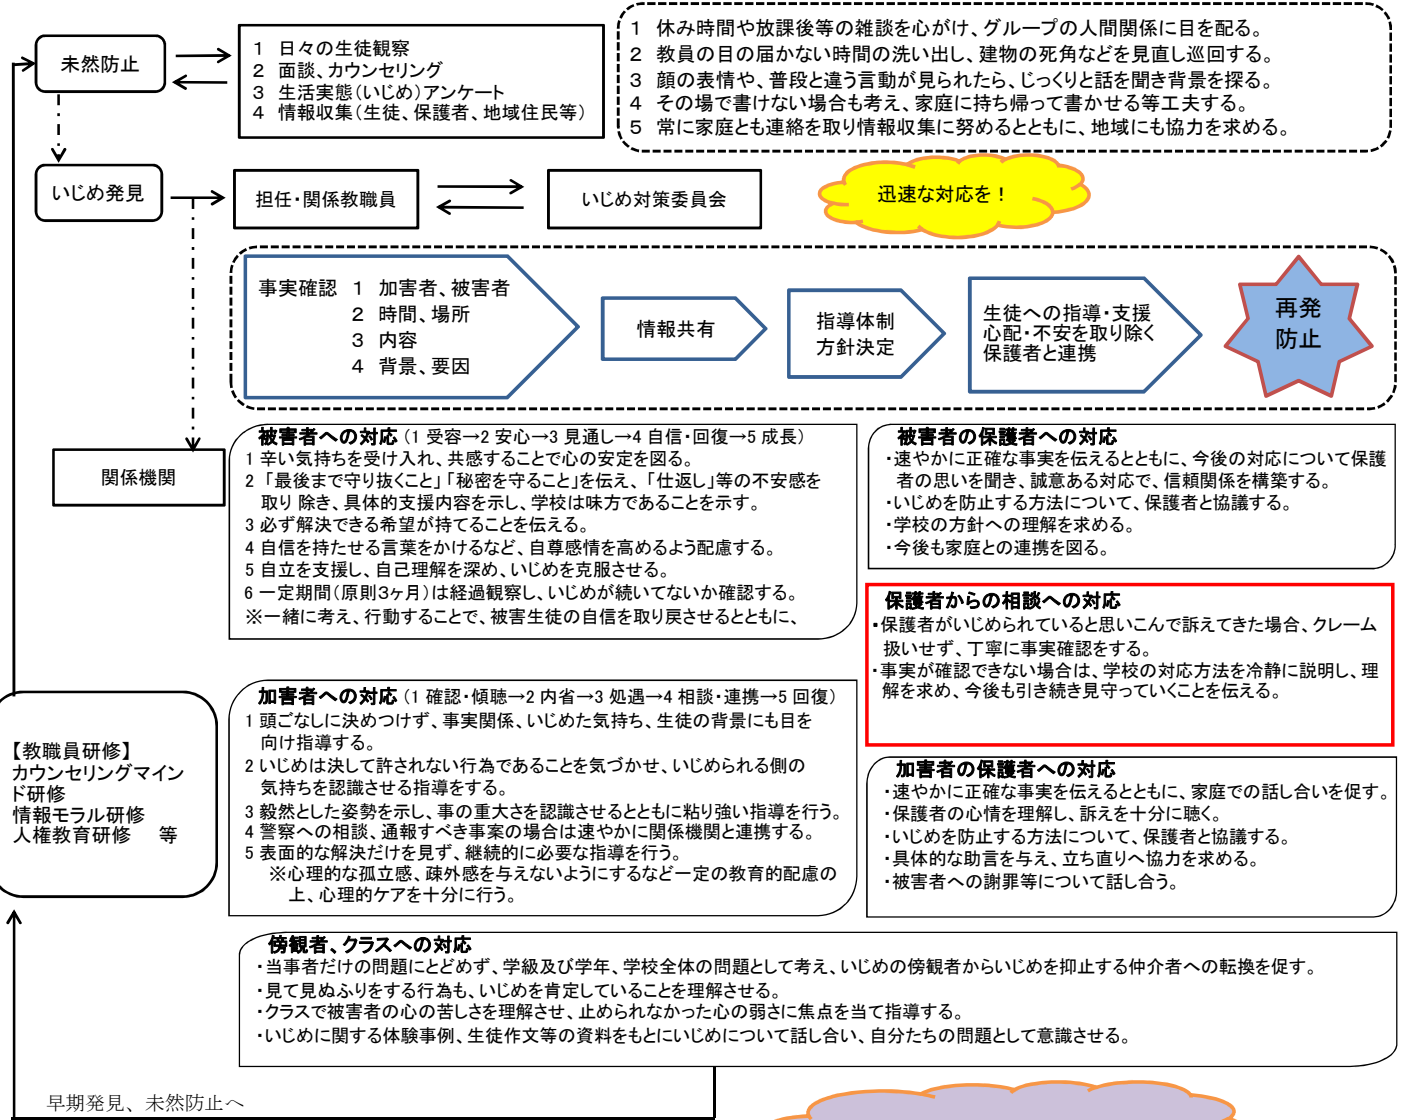 未然防止
1 日々の生徒観察
2 面談、カウンセリング
3 生活実態(いじめ)アンケート
4 情報収集(生徒、保護者、地域住民等)
1 休み時間や放課後等の雑談を心がけ、グループの人間関係に目を配る。
2 教員の目の届かない時間の洗い出し、建物の死角などを見直し巡回する。
3 顔の表情や、普段と違う言動が見られたら、じっくりと話を聞き背景を探る。
4 その場で書けない場合も考え、家庭に持ち帰って書かせる等工夫する。
5 常に家庭とも連絡を取り情報収集に努めるとともに、地域にも協力を求める。
いじめ発見
担任・関係教職員
いじめ対策委員会
迅速な対応を!
事実確認 1 加害者、被害者
2 時間、場所
3 内容
4 背景、要因
情報共有
指導体制
方針決定
生徒への指導・支援
心配・不安を取り除く
保護者と連携
再発
防止
関係機関
被害者への対応(1 受容→2 安心→3 見通し→4 自信・回復→5 成長)
1 辛い気持ちを受け入れ、共感することで心の安定を図る。
2 「最後まで守り抜くこと」「秘密を守ること」を伝え、「仕返し」等の不安感を
取り 除き、具体的支援内容を示し、学校は味方であることを示す。
3 必ず解決できる希望が持てることを伝える。
4 自信を持たせる言葉をかけるなど、自尊感情を高めるよう配慮する。
5 自立を支援し、自己理解を深め、いじめを克服させる。
6 一定期間(原則3ヶ月)は経過観察し、いじめが続いてないか確認する。
※一緒に考え、行動することで、被害生徒の自信を取り戻させるとともに、
被害者の保護者への対応
・速やかに正確な事実を伝えるとともに、今後の対応について保護
者の思いを聞き、誠意ある対応で、信頼関係を構築する。
・いじめを防止する方法について、保護者と協議する。
・学校の方針への理解を求める。
・今後も家庭との連携を図る。
保護者からの相談への対応
・保護者がいじめられていると思いこんで訴えてきた場合、クレーム
扱いせず、丁寧に事実確認をする。
・事実が確認できない場合は、学校の対応方法を冷静に説明し、理
解を求め、今後も引き続き見守っていくことを伝える。
【教職員研修】
カウンセリングマイン
ド研修
情報モラル研修
人権教育研修 等
加害者への対応(1 確認・傾聴→2 内省→3 処遇→4 相談・連携→5 回復)
1 頭ごなしに決めつけず、事実関係、いじめた気持ち、生徒の背景にも目を
向け指導する。
2 いじめは決して許されない行為であることを気づかせ、いじめられる側の
気持ちを認識させる指導をする。
3 毅然とした姿勢を示し、事の重大さを認識させるとともに粘り強い指導を行う。
4 警察への相談、通報すべき事案の場合は速やかに関係機関と連携する。
5 表面的な解決だけを見ず、継続的に必要な指導を行う。
※心理的な孤立感、疎外感を与えないようにするなど一定の教育的配慮の
上、心理的ケアを十分に行う。
加害者の保護者への対応
・速やかに正確な事実を伝えるとともに、家庭での話し合いを促す。
・保護者の心情を理解し、訴えを十分に聴く。
・いじめを防止する方法について、保護者と協議する。
・具体的な助言を与え、立ち直りへ協力を求める。
・被害者への謝罪等について話し合う。
傍観者、クラスへの対応
・当事者だけの問題にとどめず、学級及び学年、学校全体の問題として考え、いじめの傍観者からいじめを抑止する仲介者への転換を促す。
・見て見ぬふりをする行為も、いじめを肯定していることを理解させる。
・クラスで被害者の心の苦しさを理解させ、止められなかった心の弱さに焦点を当て指導する。
・いじめに関する体験事例、生徒作文等の資料をもとにいじめについて話し合い、自分たちの問題として意識させる。
早期発見、未然防止へ